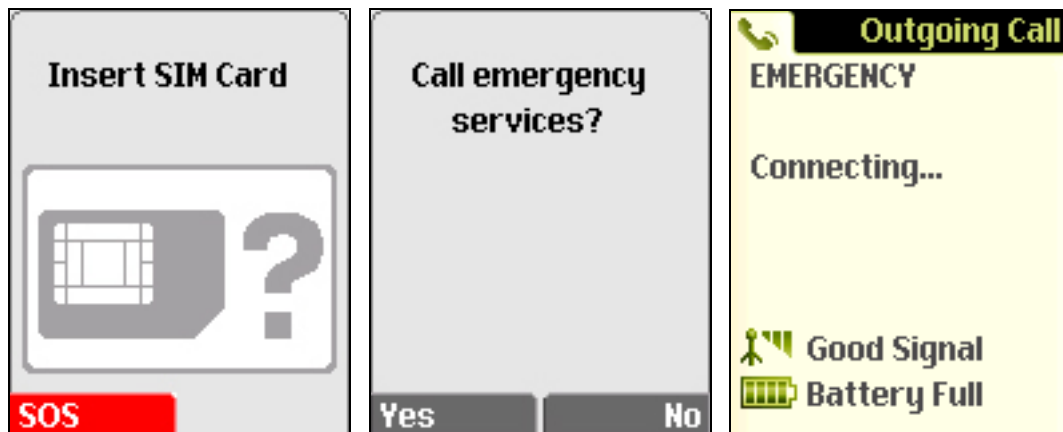 Insert SIM Card
SOS
Call emergency
services?
Yes No
Outgoing Call
EMERGENCY
Connecting...
Good Signal
Battery Full